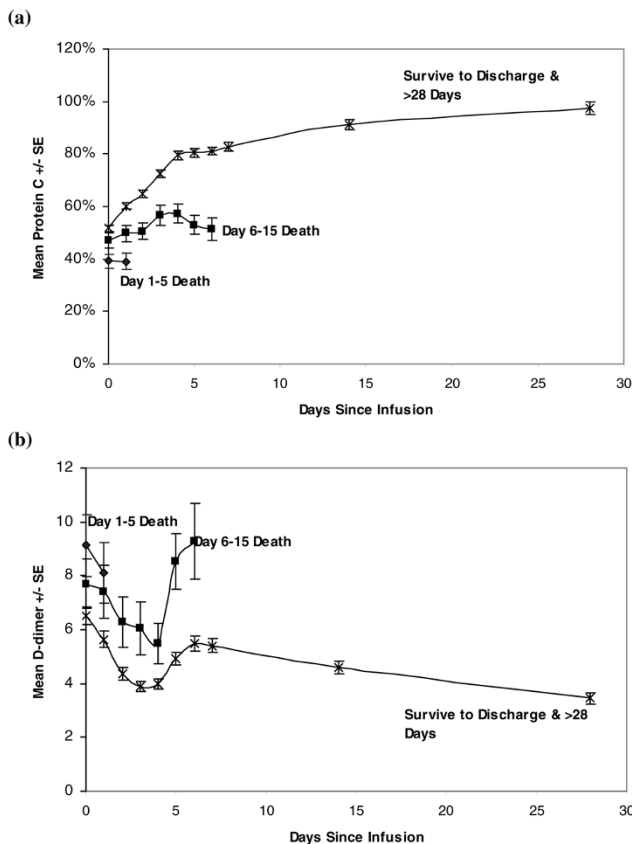 (a)
120%
100%
80%
60%
40%
20%
0%
Mean Protein C +/- SE
Survive to Discharge &
>28 Days
Day 6-15 Death
Day 1-5 Death
0 5 10 15 20 25 30
Days Since Infusion
(b)
12
10
8
6
4
2
0
Mean D-dimer +/- SE
Day 1-5 Death
Day 6-15 Death
Survive to Discharge & >28
Days
0 5 10 15 20 25 30
Days Since Infusion